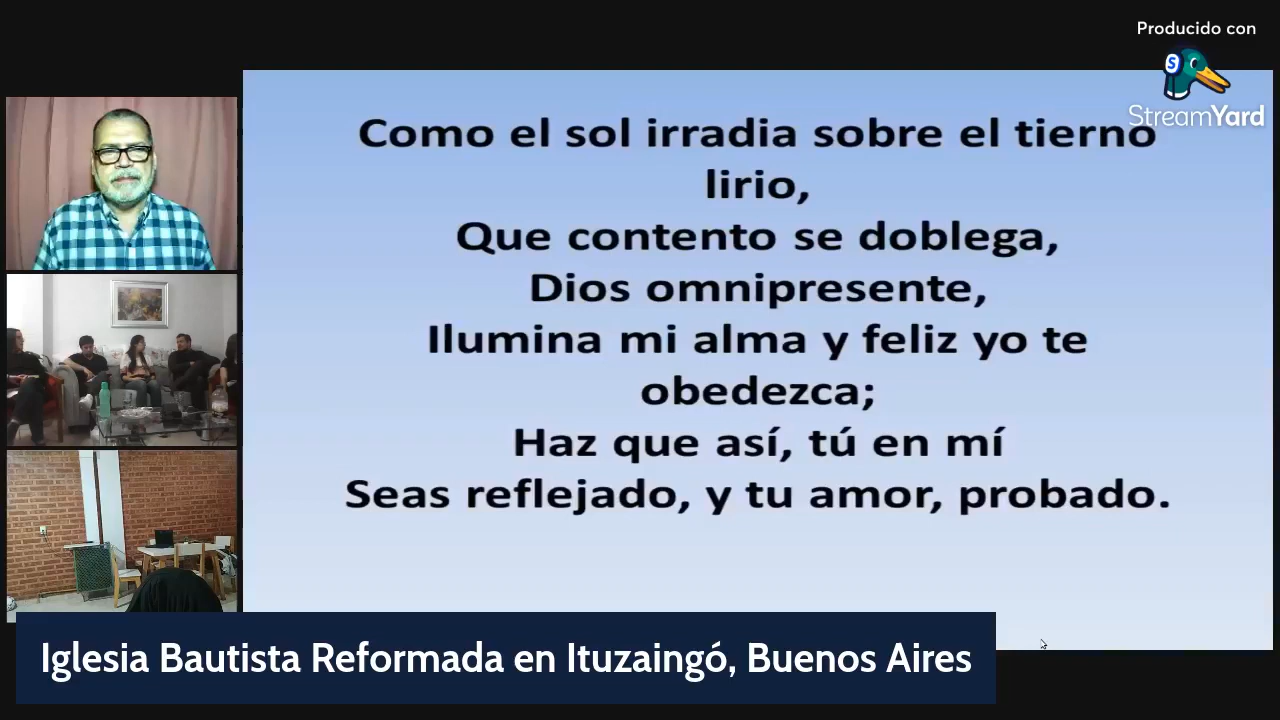 Producido con
StreamYard
Como el sol irradia sobre el tierno
lirio,
Que contento se doblega,
Dios omnipresente,
Ilumina mi alma y feliz yo te
obedezca;
Haz que así, tú en mí
Seas reflejado, y tu amor, probado.
Iglesia Bautista Reformada en Ituzaingó, Buenos Aires